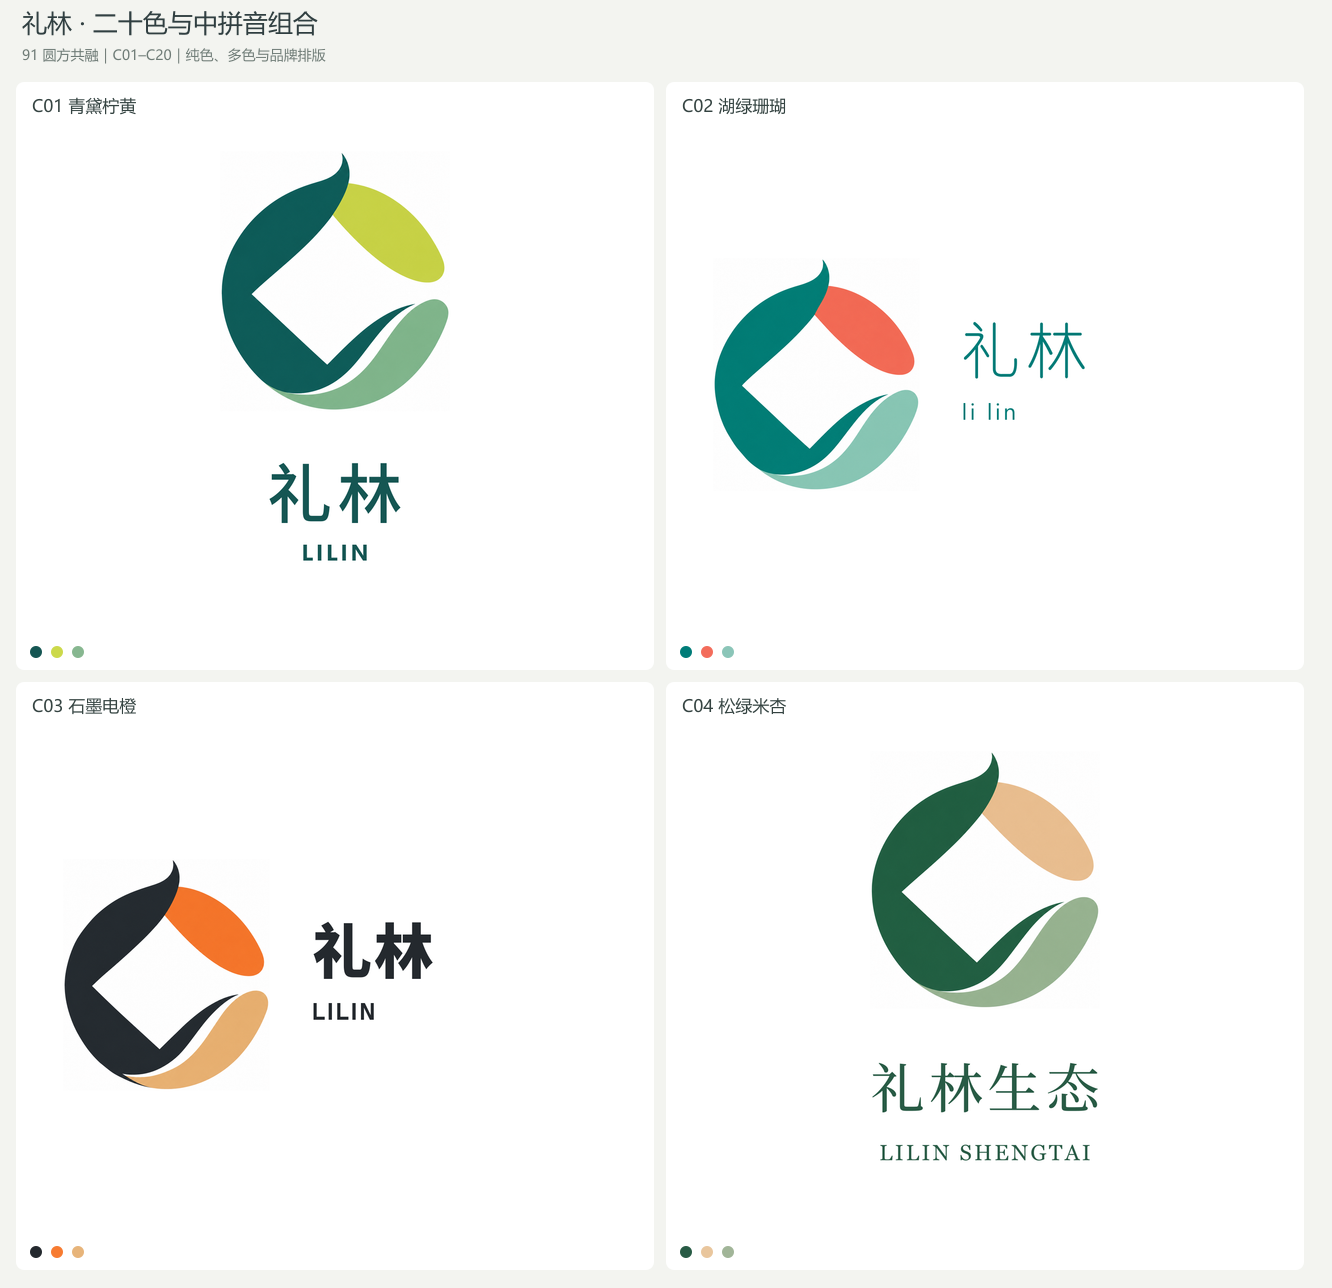 礼林 · 二十色与中拼音组合
91 圆方共融 | C01–C20 | 纯色、多色与品牌排版
C01 青黛柠黄
礼林
LILIN
C02 湖绿珊瑚
礼林
li lin
C03 石墨电橙
礼林
LILIN
C04 松绿米杏
礼林生态
LILIN SHENGTAI